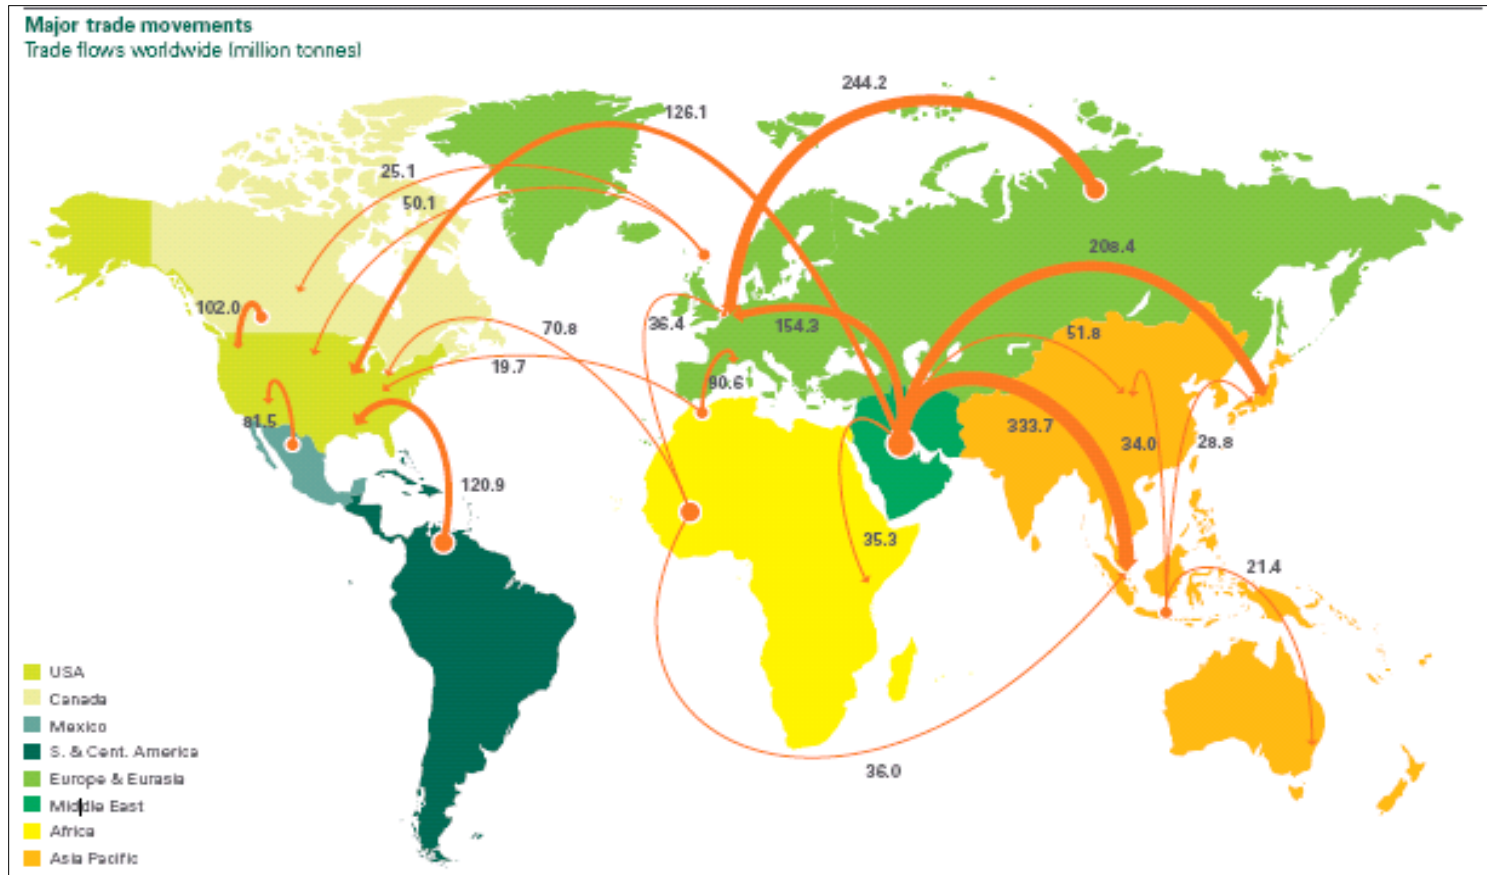 Major trade movements
Trade flows worldwide (million tonnes)
244.2
126.1
25.1
50.1
208.4
102.0
70.8
36.4
154.3
51.8
19.7
90.6
81.5
333.7
34.0
28.8
120.9
35.3
21.4
36.0
USA
Canada
Mexico
S. & Cent. America
Europe & Eurasia
Middle East
Africa
Asia Pacific